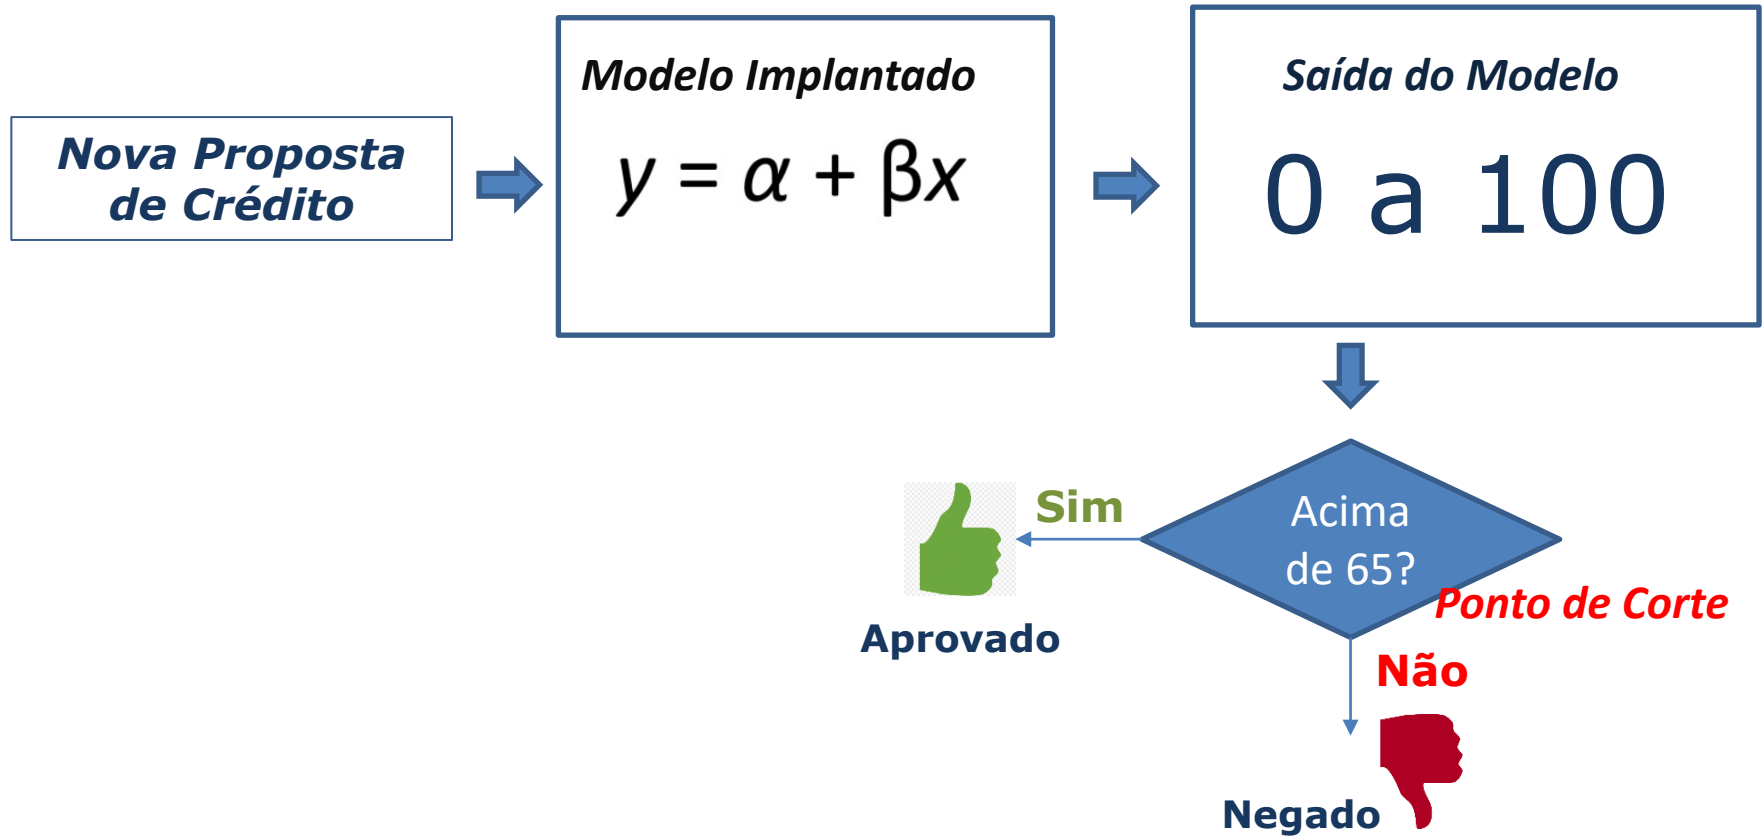 Nova Proposta
de Crédito
Modelo Implantado
y = α + βx
Saída do Modelo
0 a 100
Acima
de 65?
Ponto de Corte
Sim
Aprovado
Não
Negado